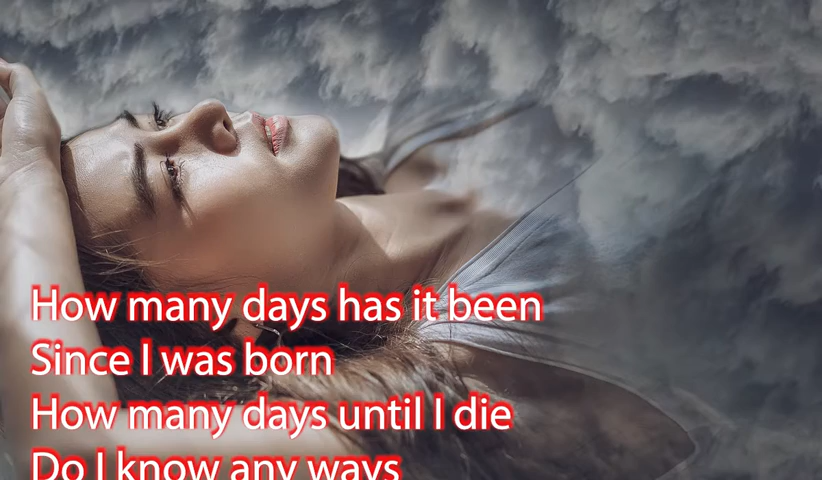 How many days has it been
Since I was born
How many days until I die
Do I know any ways